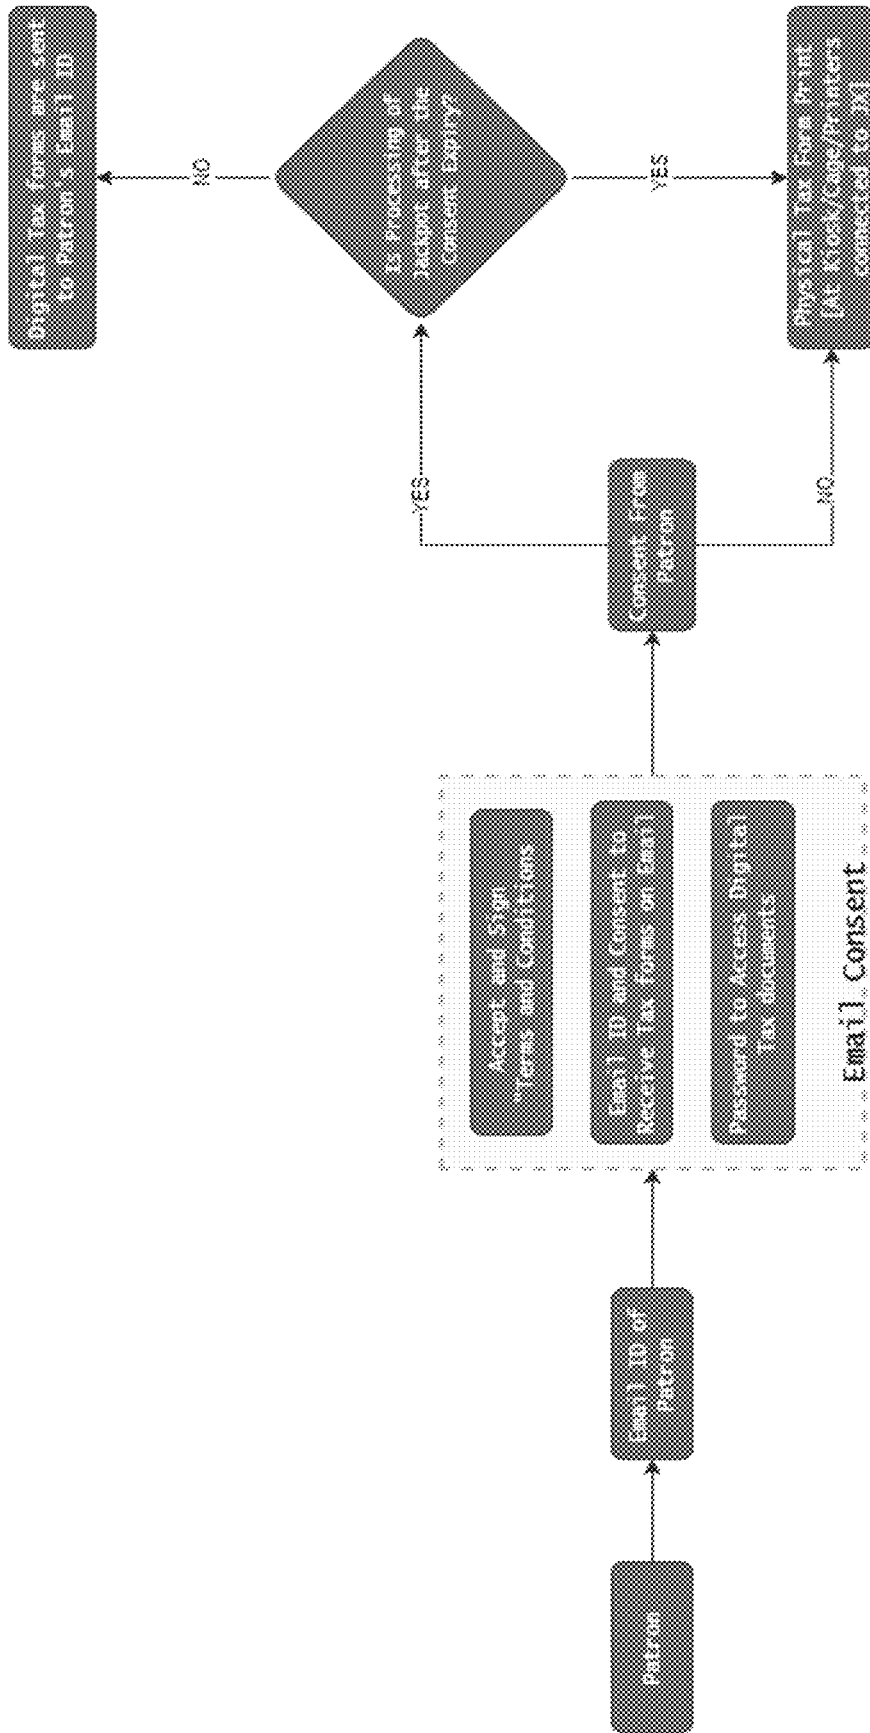 Patron
Email ID of
Patron
Accept and Sign
"Terms and Conditions
Email ID and Consent to
Receive Tax forms on Email
Password to Access Digital
Tax documents
Email Consent
Consent From
Patron
YES
NO
Is Processing of
Jackpot after the
Consent Expiry?
NO
YES
Digital Tax forms are sent
to Patron's Email ID
Physical Tax Form Print
[At Kiosk/Cage/Printers
connected to JX]